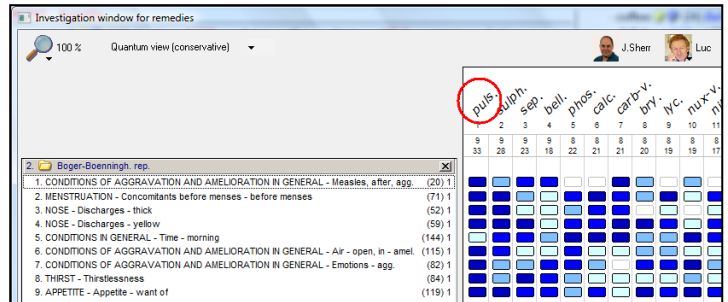 Investigation window for remedies
100 % Quantum view (conservative) J.Sherr Luc
puls. sulph. sep. bell. phos. calc. carb-v. bry. lyc. nux-v.
1 2 3 4 5 6 7 8 9 10 11
9 9 9 9 8 8 8 8 8 8 8
33 28 23 18 22 21 21 20 19 19 17
2. Boger-Boenningh. rep.
1. CONDITIONS OF AGGRAVATION AND AMELIORATION IN GENERAL - Measles, after, agg. (20) 1
2. MENSTRUATION - Concomitants before menses - before menses (71) 1
3. NOSE - Discharges - thick (52) 1
4. NOSE - Discharges - yellow (59) 1
5. CONDITIONS IN GENERAL - Time - morning (144) 1
6. CONDITIONS OF AGGRAVATION AND AMELIORATION IN GENERAL - Air - open, in - amel. (115) 1
7. CONDITIONS OF AGGRAVATION AND AMELIORATION IN GENERAL - Emotions - agg. (82) 1
8. THIRST - Thirstlessness (84) 1
9. APPETITE - Appetite - want of (119) 1